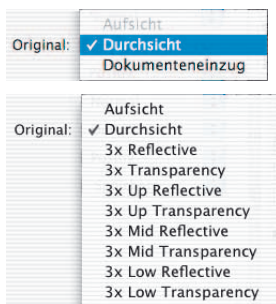 Aufsicht
Original: ✓ Durchsicht
Dokumenteneinzug
Aufsicht
Original: ✓ Durchsicht
3x Reflective
3x Transparency
3x Up Reflective
3x Up Transparency
3x Mid Reflective
3x Mid Transparency
3x Low Reflective
3x Low Transparency